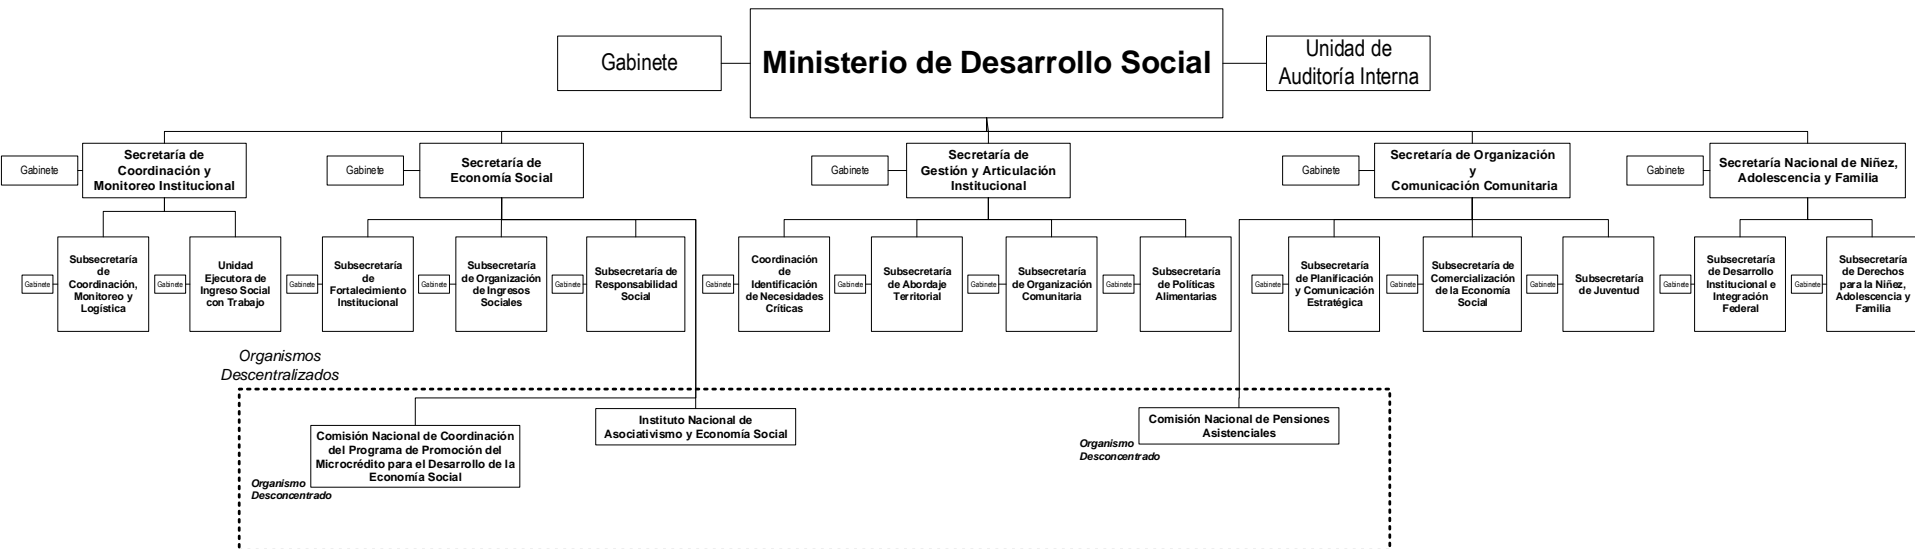 Gabinete
Ministerio de Desarrollo Social
Unidad de
Auditoría Interna
Gabinete
Secretaría de
Coordinación y
Monitoreo Institucional
Gabinete
Secretaría de
Economía Social
Gabinete
Secretaría de
Gestión y Articulación
Institucional
Gabinete
Secretaría de Organización
y
Comunicación Comunitaria
Gabinete
Secretaría Nacional de Niñez,
Adolescencia y Familia
Gabinete
Subsecretaría
de
Coordinación,
Monitoreo y
Logística
Gabinete
Unidad
Ejecutora de
Ingreso Social
con Trabajo
Gabinete
Subsecretaría
de
Fortalecimiento
Institucional
Gabinete
Subsecretaría
de Organización
de Ingresos
Sociales
Gabinete
Subsecretaría de
Responsabilidad
Social
Gabinete
Coordinación
de
Identificación
de Necesidades
Críticas
Gabinete
Subsecretaría
de Abordaje
Territorial
Gabinete
Subsecretaría
de Organización
Comunitaria
Gabinete
Subsecretaría
de Políticas
Alimentarias
Gabinete
Subsecretaría
de Planificación
y Comunicación
Estratégica
Gabinete
Subsecretaría de
Comercialización
de la Economía
Social
Gabinete
Subsecretaría
de Juventud
Gabinete
Subsecretaría
de Desarrollo
Institucional e
Integración
Federal
Gabinete
Subsecretaría
de Derechos
para la Niñez,
Adolescencia y
Familia
Organismos
Descentralizados
Comisión Nacional de Coordinación
del Programa de Promoción del
Microcrédito para el Desarrollo de la
Economía Social
Organismo
Desconcentrado
Instituto Nacional de
Asociativismo y Economía Social
Comisión Nacional de Pensiones
Asistenciales
Organismo
Desconcentrado